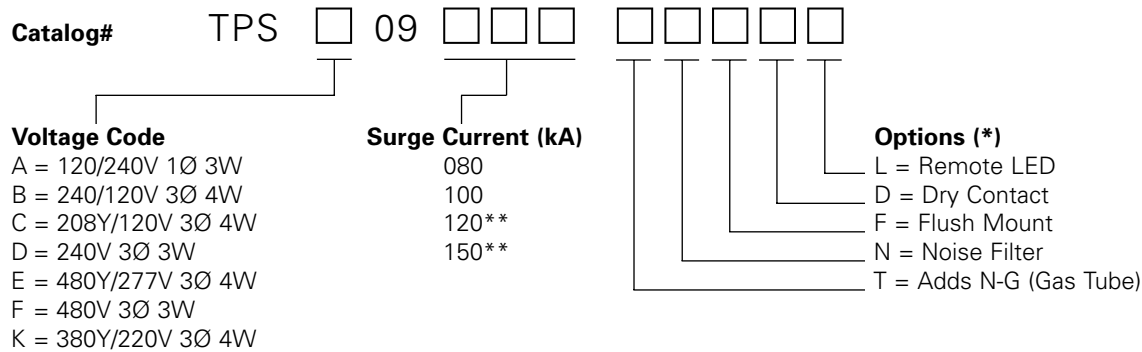 Catalog# TPS □ 09 □□□ □□□□□
Voltage Code Surge Current (kA) Options (*)
A = 120/240V 1Ø 3W 080 L = Remote LED
B = 240/120V 3Ø 4W 100 D = Dry Contact
C = 208Y/120V 3Ø 4W 120** F = Flush Mount
D = 240V 3Ø 3W 150** N = Noise Filter
E = 480Y/277V 3Ø 4W T = Adds N-G (Gas Tube)
F = 480V 3Ø 3W
K = 380Y/220V 3Ø 4W